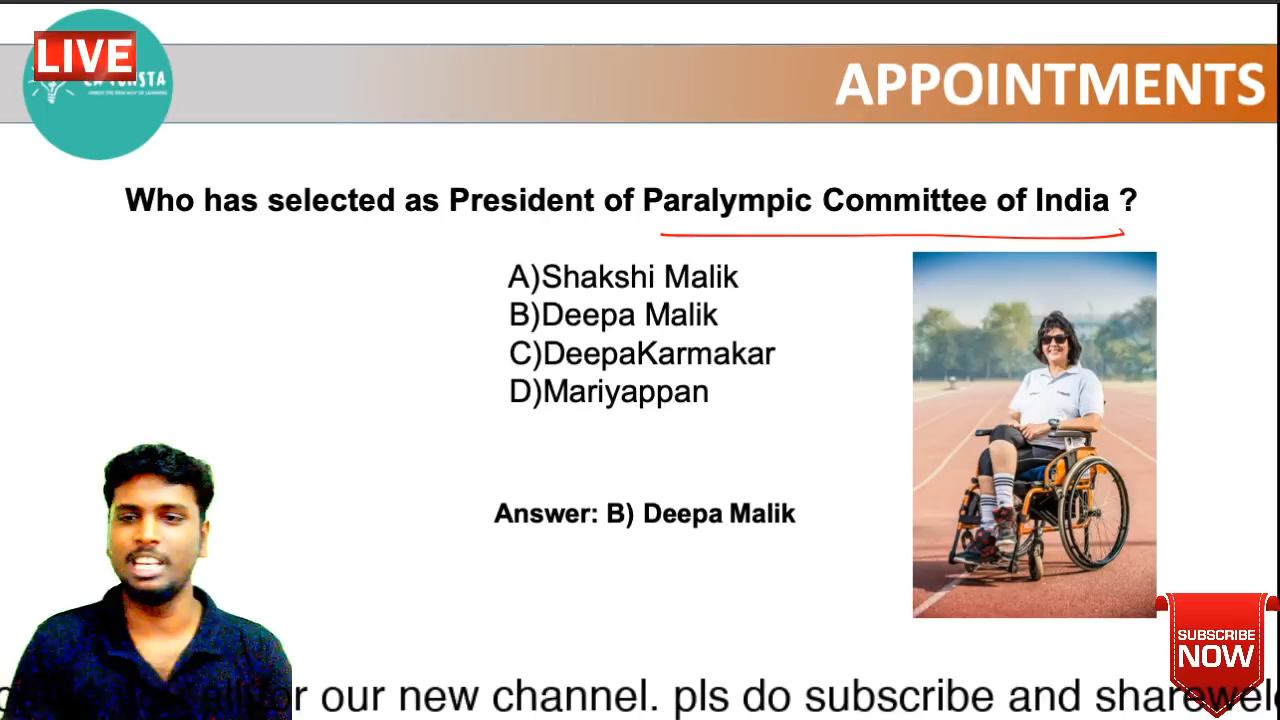 LIVE
APPOINTMENTS
Who has selected as President of Paralympic Committee of India ?
A)Shakshi Malik
B)Deepa Malik
C)DeepaKarmakar
D)Mariyappan
Answer: B) Deepa Malik
SUBSCRIBE
NOW
our new channel. pls do subscribe and share